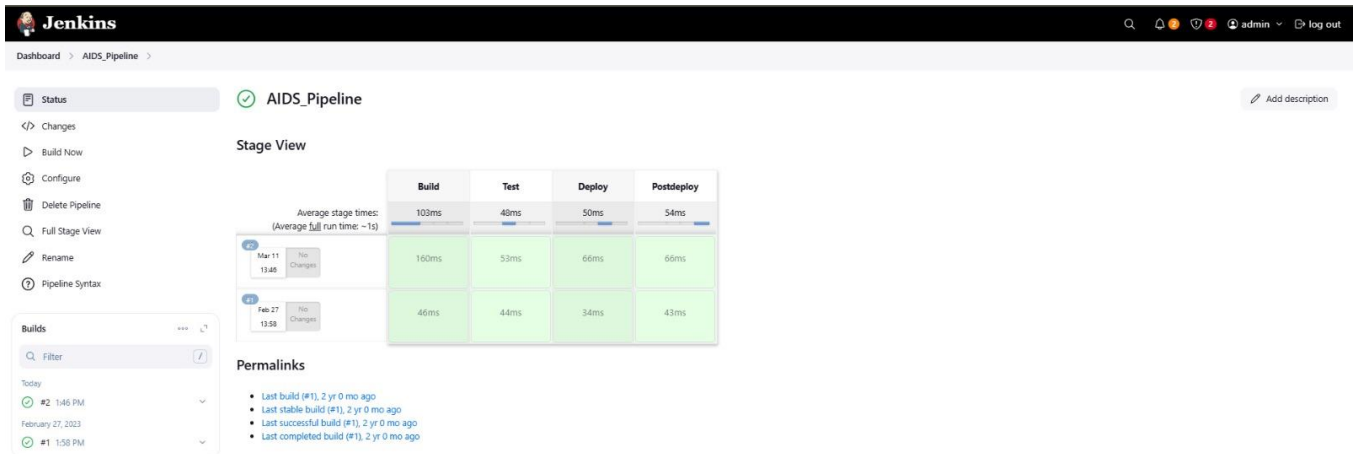 Jenkins
2 2 admin log out
Dashboard > AIDS_Pipeline >
Status
Changes
Build Now
Configure
Delete Pipeline
Full Stage View
Rename
Pipeline Syntax
Builds
Filter /
Today
#2 1:46 PM
February 27, 2023
#1 1:58 PM
AIDS_Pipeline
Add description
Stage View
Build Test Deploy Postdeploy
Average stage times: 103ms 48ms 50ms 54ms
(Average full run time: ~1s)
#2
Mar 11 No
13:46 Changes
160ms 53ms 66ms 66ms
#1
Feb 27 No
13:58 Changes
46ms 44ms 34ms 43ms
Permalinks
Last build (#1), 2 yr 0 mo ago
Last stable build (#1), 2 yr 0 mo ago
Last successful build (#1), 2 yr 0 mo ago
Last completed build (#1), 2 yr 0 mo ago